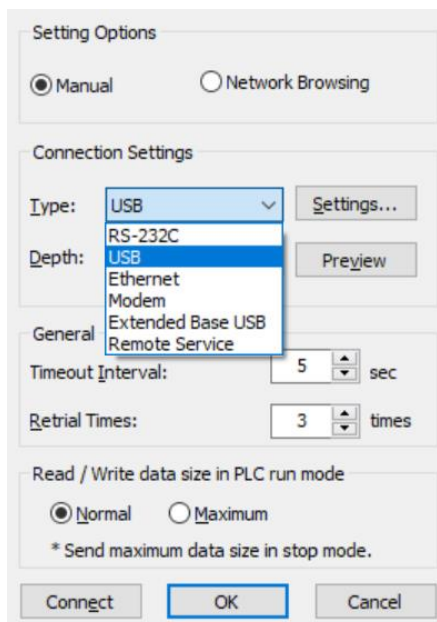 Setting Options
Manual Network Browsing
Connection Settings
Type: USB Settings...
RS-232C
Depth: USB Preview
Ethernet
Modem
Extended Base USB
General Remote Service
Timeout Interval: 5 sec
Retrial Times: 3 times
Read / Write data size in PLC run mode
Normal Maximum
* Send maximum data size in stop mode.
Connect OK Cancel